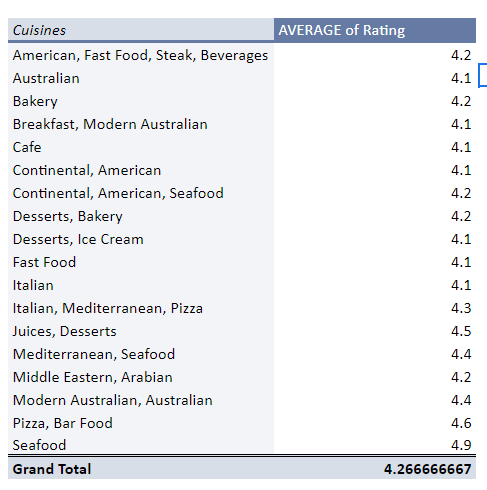 Cuisines AVERAGE of Rating
American, Fast Food, Steak, Beverages 4.2
Australian 4.1
Bakery 4.2
Breakfast, Modern Australian 4.1
Cafe 4.1
Continental, American 4.1
Continental, American, Seafood 4.2
Desserts, Bakery 4.2
Desserts, Ice Cream 4.1
Fast Food 4.1
Italian 4.1
Italian, Mediterranean, Pizza 4.3
Juices, Desserts 4.5
Mediterranean, Seafood 4.4
Middle Eastern, Arabian 4.2
Modern Australian, Australian 4.4
Pizza, Bar Food 4.6
Seafood 4.9
Grand Total 4.266666667